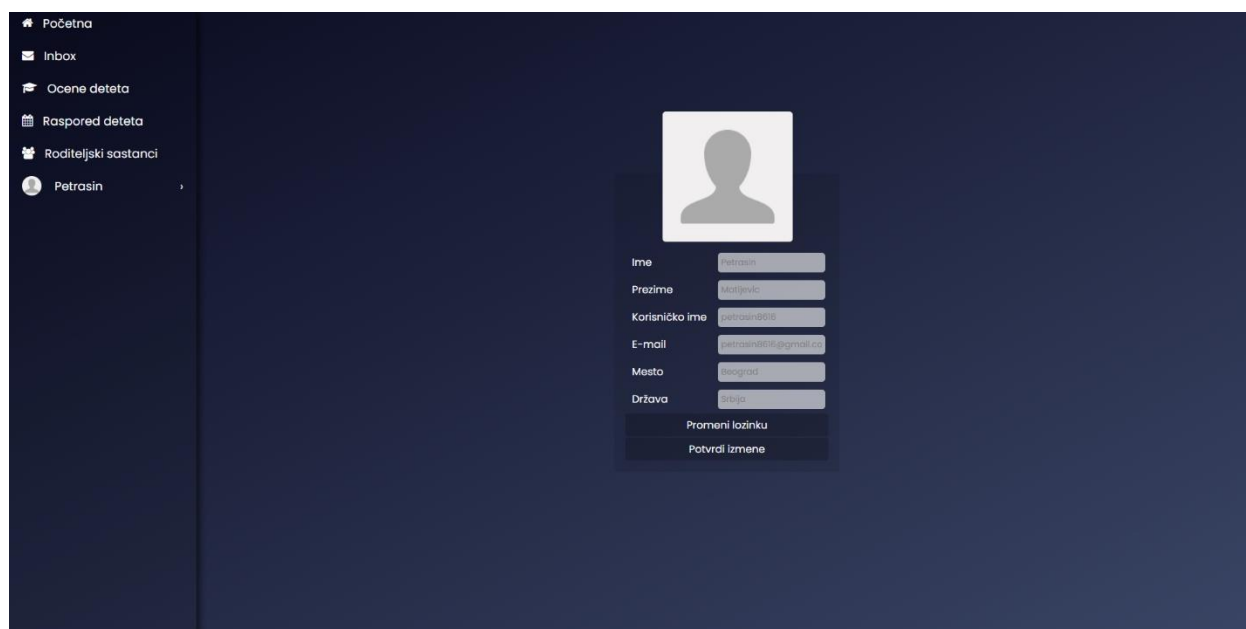 Početna
Inbox
Ocene deteta
Raspored deteta
Roditeljski sastanci
Petrasin ›
Ime Petrasin
Prezime Matijevic
Korisničko ime petrasin8616
E-mail petrasin8616@gmail.co
Mesto Beograd
Država Srbija
Promeni lozinku
Potvrdi izmene